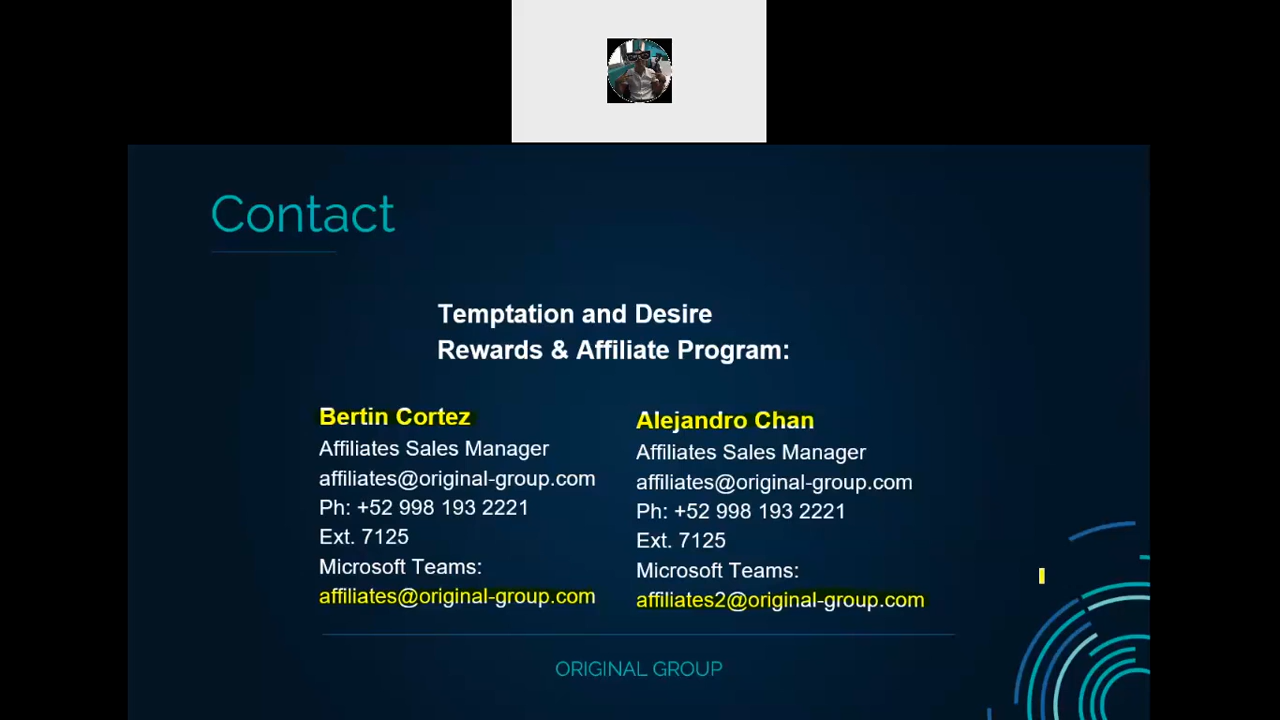 Contact
Temptation and Desire
Rewards & Affiliate Program:
Bertin Cortez
Affiliates Sales Manager
affiliates@original-group.com
Ph: +52 998 193 2221
Ext. 7125
Microsoft Teams:
affiliates@original-group.com
Alejandro Chan
Affiliates Sales Manager
affiliates@original-group.com
Ph: +52 998 193 2221
Ext. 7125
Microsoft Teams:
affiliates2@original-group.com
ORIGINAL GROUP